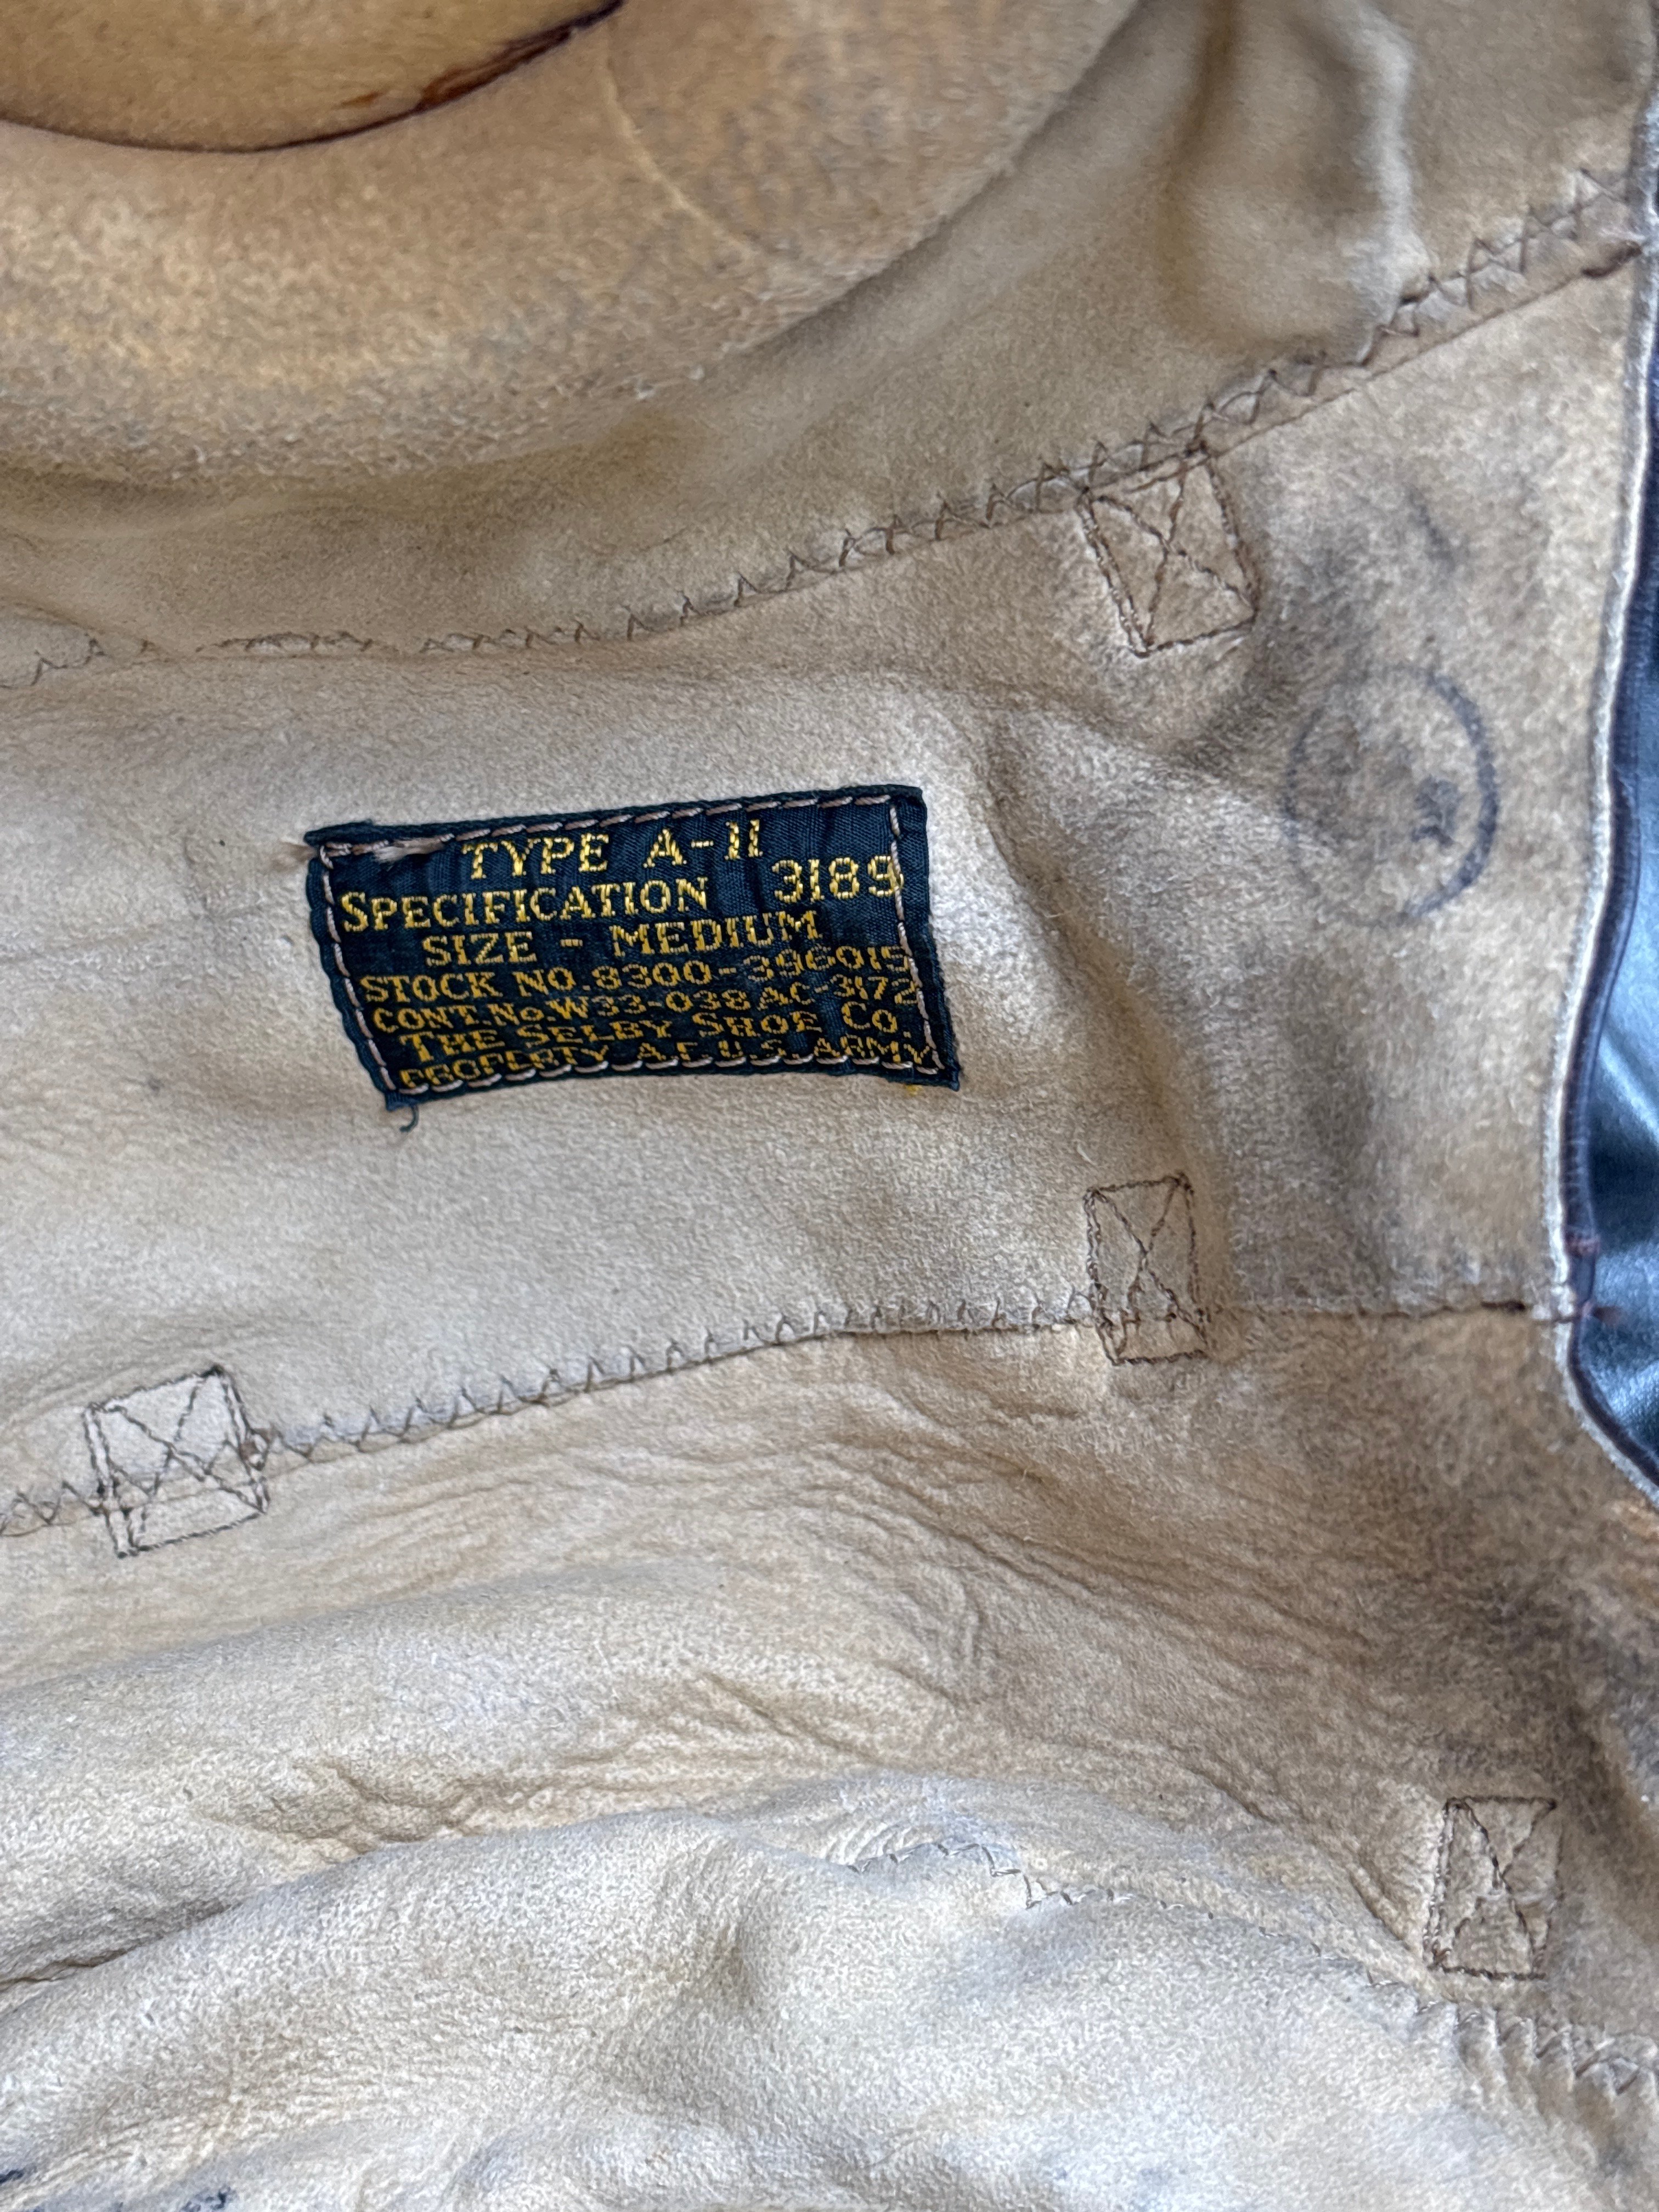 TYPE A-11
SPECIFICATION 3189
SIZE - MEDIUM
STOCK NO. 8300-396015
CONT. No. W33-038 AC-3172
THE SELBY SHOE CO.
PROPERTY A.F. U.S. ARMY